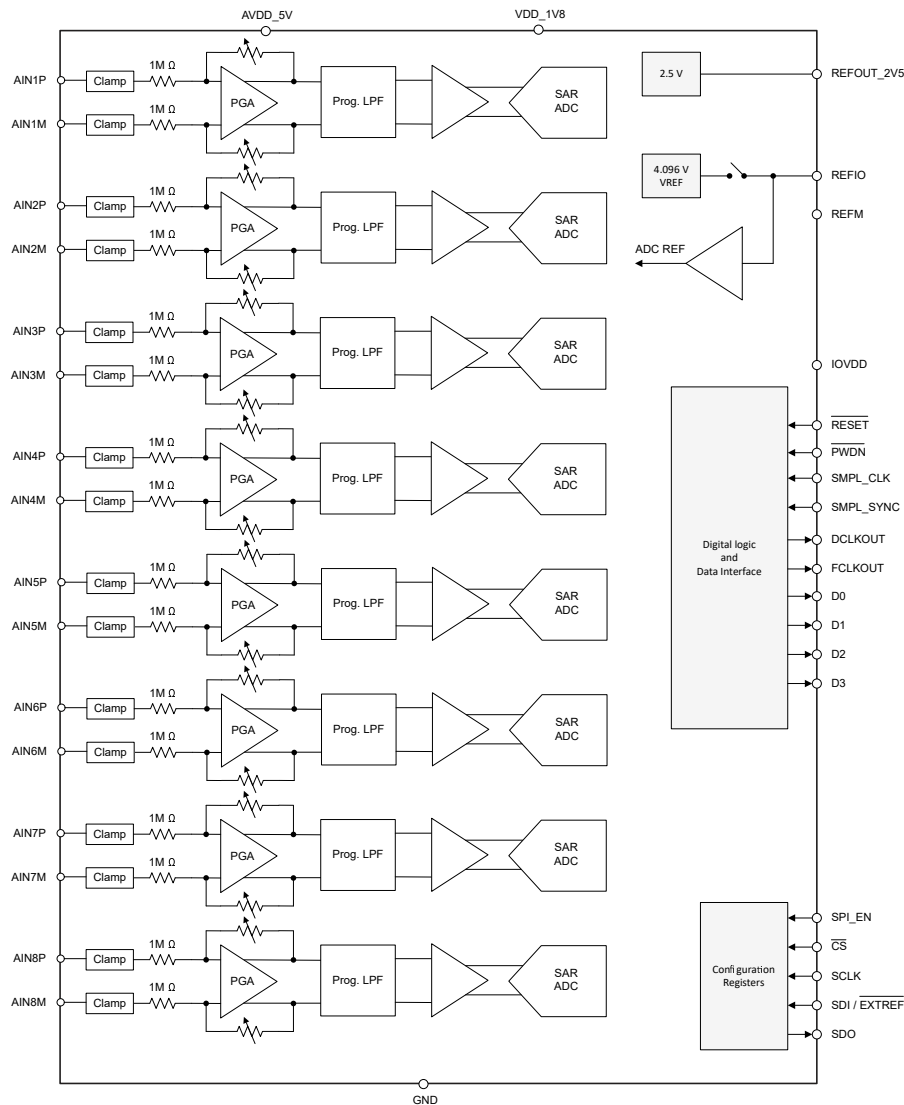 AVDD_5V
VDD_1V8
AIN1P
Clamp
1M Ω
PGA
Prog. LPF
SAR
ADC
AIN1M
Clamp
1M Ω
AIN2P
Clamp
1M Ω
PGA
Prog. LPF
SAR
ADC
AIN2M
Clamp
1M Ω
AIN3P
Clamp
1M Ω
PGA
Prog. LPF
SAR
ADC
AIN3M
Clamp
1M Ω
AIN4P
Clamp
1M Ω
PGA
Prog. LPF
SAR
ADC
AIN4M
Clamp
1M Ω
AIN5P
Clamp
1M Ω
PGA
Prog. LPF
SAR
ADC
AIN5M
Clamp
1M Ω
AIN6P
Clamp
1M Ω
PGA
Prog. LPF
SAR
ADC
AIN6M
Clamp
1M Ω
AIN7P
Clamp
1M Ω
PGA
Prog. LPF
SAR
ADC
AIN7M
Clamp
1M Ω
AIN8P
Clamp
1M Ω
PGA
Prog. LPF
SAR
ADC
AIN8M
Clamp
1M Ω
2.5 V
REFOUT_2V5
4.096 V
VREF
REFIO
REFM
ADC REF
IOVDD
Digital logic
and
Data Interface
RESET
PWDN
SMPL_CLK
SMPL_SYNC
DCLKOUT
FCLKOUT
D0
D1
D2
D3
Configuration
Registers
SPI_EN
CS
SCLK
SDI / EXTREF
SDO
GND